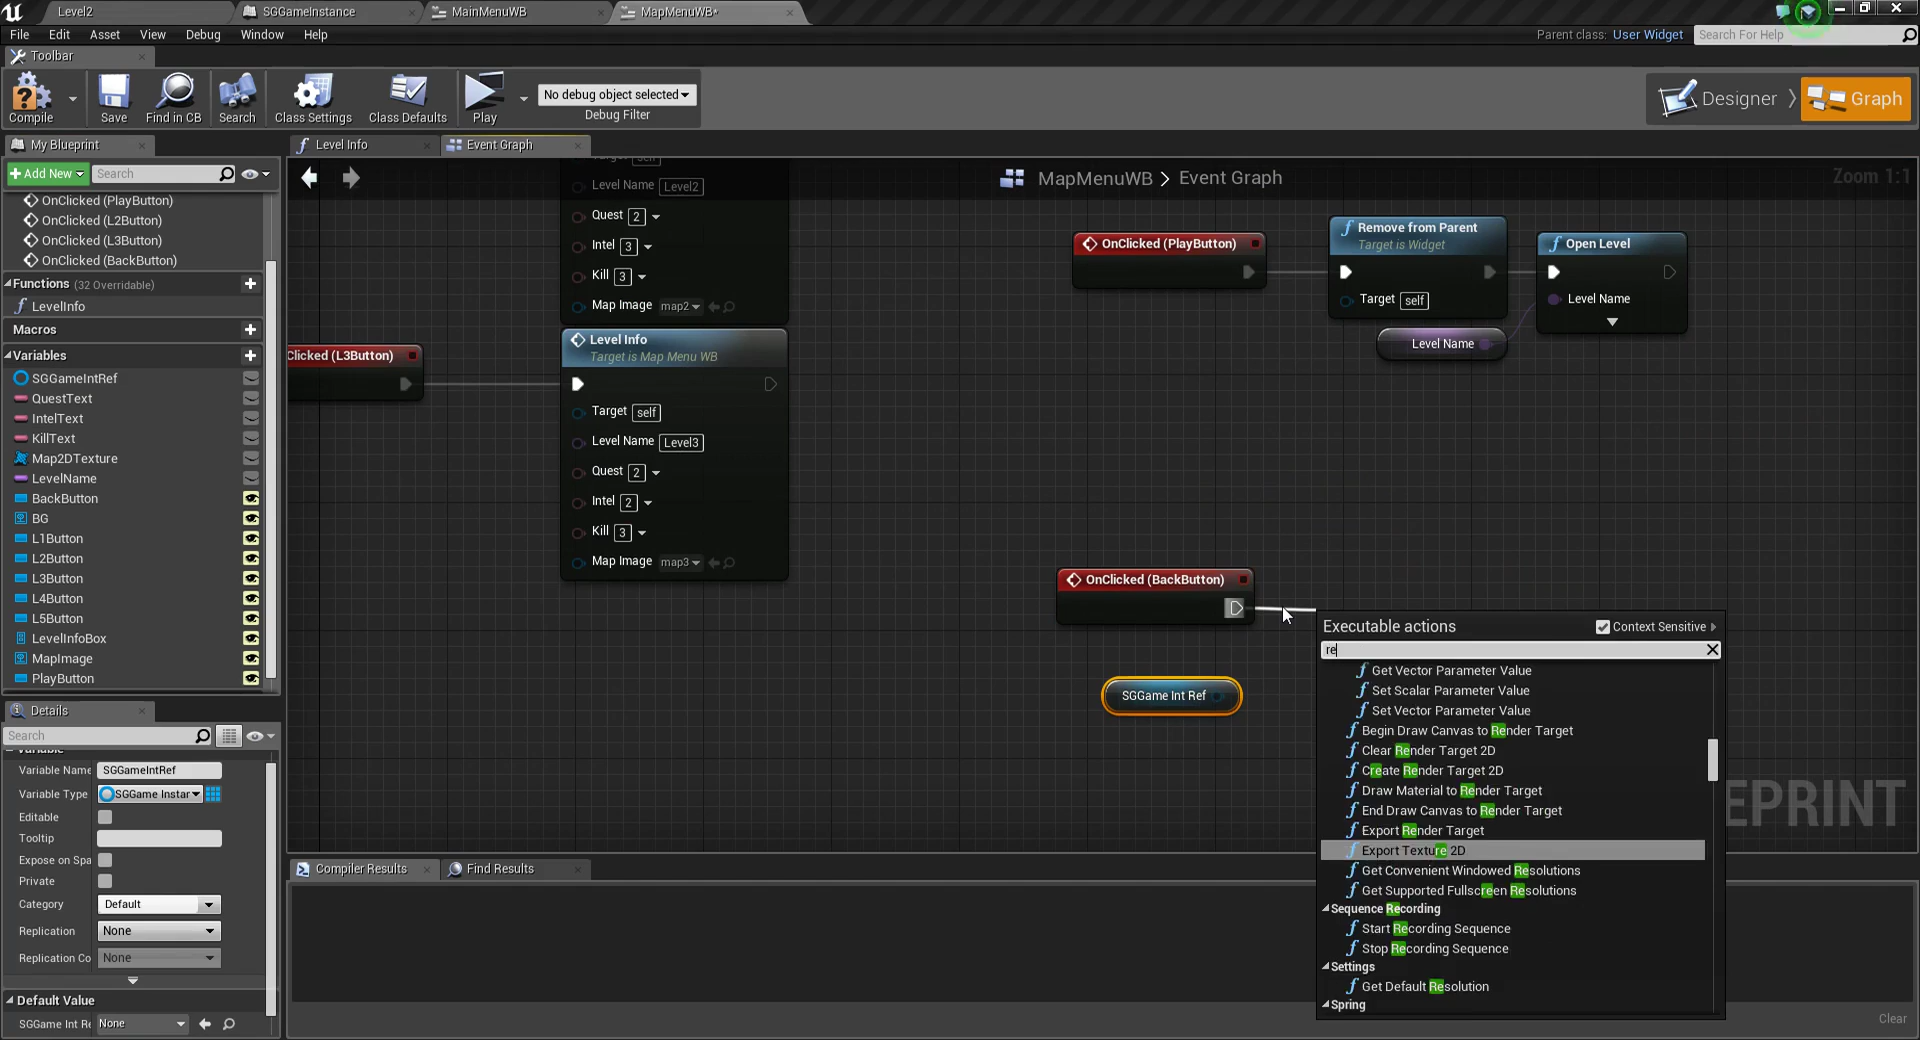 Level2
SGGameInstance
MainMenuWB
MapMenuWB*
File Edit Asset View Debug Window Help
Parent class: User Widget
Search For Help
Toolbar
Compile
Save
Find in CB
Search
Class Settings
Class Defaults
Play
No debug object selected
Debug Filter
Designer
Graph
My Blueprint
Level Info
Event Graph
Add New
Search
MapMenuWB > Event Graph
Zoom 1:1
OnClicked (PlayButton)
OnClicked (L2Button)
OnClicked (L3Button)
OnClicked (BackButton)
Functions (32 Overridable)
LevelInfo
Macros
Variables
SGGameIntRef
QuestText
IntelText
KillText
Map2DTexture
LevelName
BackButton
BG
L1Button
L2Button
L3Button
L4Button
L5Button
LevelInfoBox
MapImage
PlayButton
Target self
Level Name Level2
Quest 2
Intel 3
Kill 3
Map Image map2
Clicked (L3Button)
Level Info
Target is Map Menu WB
Target self
Level Name Level3
Quest 2
Intel 2
Kill 3
Map Image map3
OnClicked (PlayButton)
Remove from Parent
Target is Widget
Target self
Open Level
Level Name
Level Name
OnClicked (BackButton)
SGGame Int Ref
Executable actions
Context Sensitive
re
Get Vector Parameter Value
Set Scalar Parameter Value
Set Vector Parameter Value
Begin Draw Canvas to Render Target
Clear Render Target 2D
Create Render Target 2D
Draw Material to Render Target
End Draw Canvas to Render Target
Export Render Target
Export Texture 2D
Get Convenient Windowed Resolutions
Get Supported Fullscreen Resolutions
Sequence Recording
Start Recording Sequence
Stop Recording Sequence
Settings
Get Default Resolution
Spring
EPRINT
Details
Search
Variable
Variable Name SGGameIntRef
Variable Type SGGame Instar
Editable
Tooltip
Expose on Spa
Private
Category Default
Replication None
Replication Co None
Default Value
SGGame Int Re None
Compiler Results
Find Results
Clear